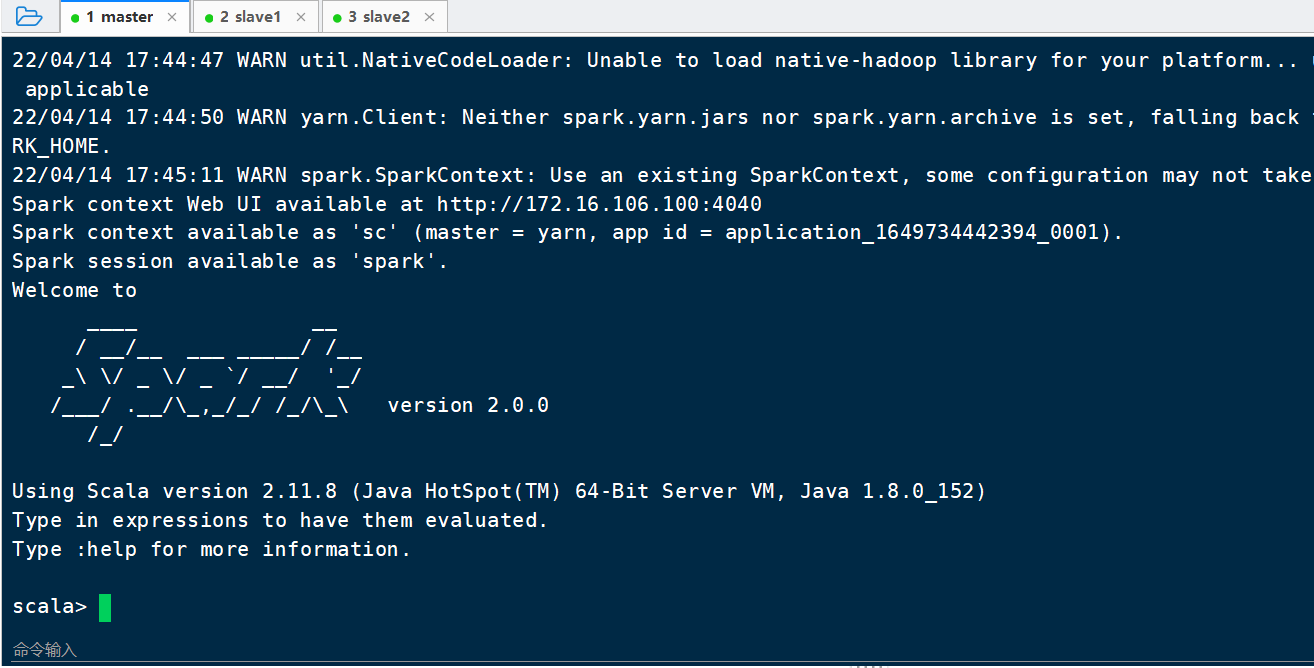 1 master × 2 slave1 × 3 slave2 ×
22/04/14 17:44:47 WARN util.NativeCodeLoader: Unable to load native-hadoop library for your platform...
applicable
22/04/14 17:44:50 WARN yarn.Client: Neither spark.yarn.jars nor spark.yarn.archive is set, falling back
RK_HOME.
22/04/14 17:45:11 WARN spark.SparkContext: Use an existing SparkContext, some configuration may not take
Spark context Web UI available at http://172.16.106.100:4040
Spark context available as 'sc' (master = yarn, app id = application_1649734442394_0001).
Spark session available as 'spark'.
Welcome to
      ____              __
     / __/__  ___ _____/ /__
    _\ \/ _ \/ _ `/ __/  '_/
   /___/ .__/\_,_/_/ /_/\_\   version 2.0.0
      /_/
Using Scala version 2.11.8 (Java HotSpot(TM) 64-Bit Server VM, Java 1.8.0_152)
Type in expressions to have them evaluated.
Type :help for more information.
scala>
命令输入